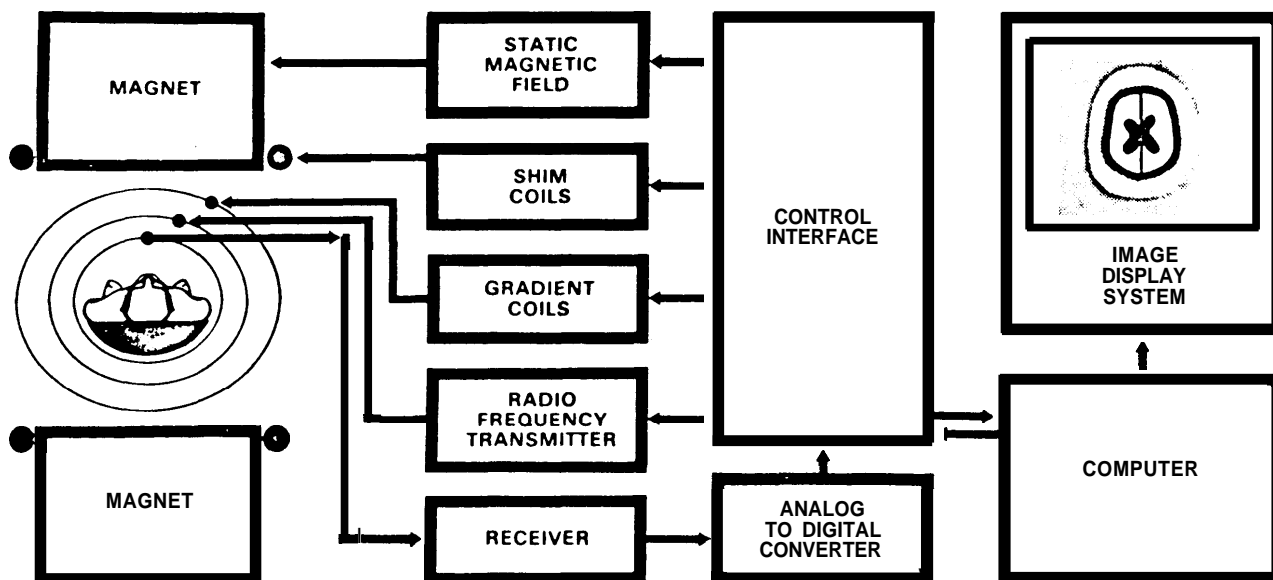 MAGNET
STATIC
MAGNETIC
FIELD
SHIM
COILS
GRADIENT
COILS
RADIO
FREQUENCY
TRANSMITTER
RECEIVER
MAGNET
CONTROL
INTERFACE
ANALOG
TO DIGITAL
CONVERTER
IMAGE
DISPLAY
SYSTEM
COMPUTER